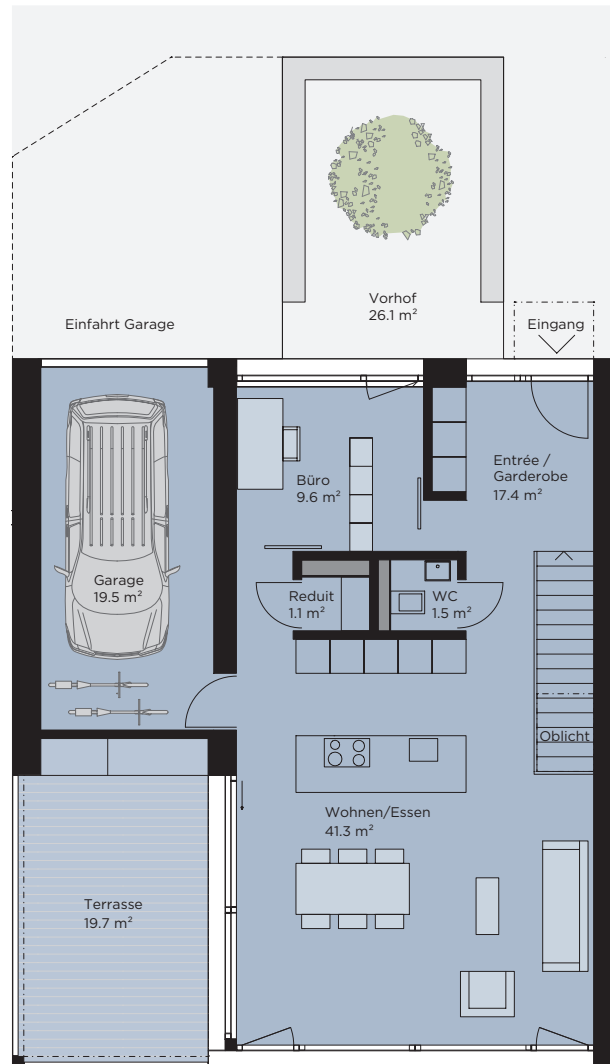 Vorhof
26.1 m²
Einfahrt Garage
Eingang
Entrée /
Garderobe
17.4 m²
Büro
9.6 m²
Garage
19.5 m²
Reduit
1.1 m²
WC
1.5 m²
Oblicht
Wohnen/Essen
41.3 m²
Terrasse
19.7 m²